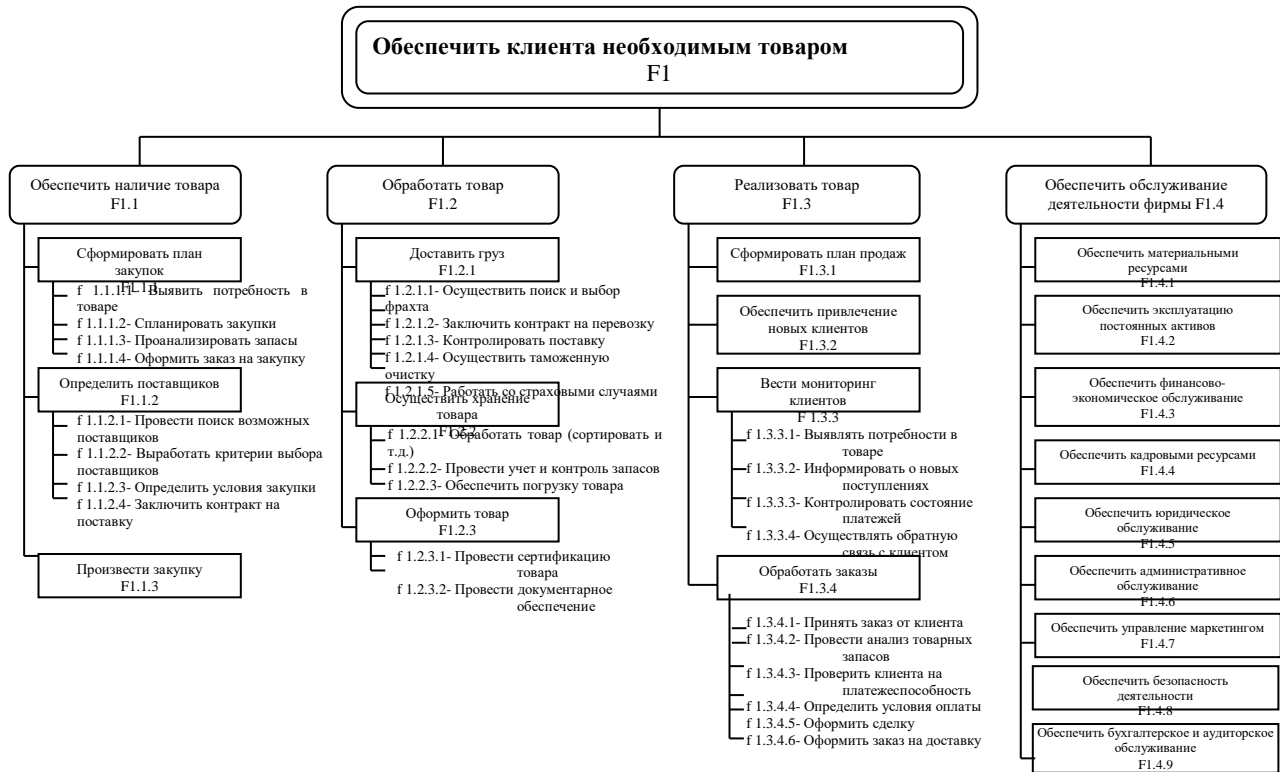 Обеспечить клиента необходимым товаром
F1
Обеспечить наличие товара
F1.1
Сформировать план
закупок
F1.1.1
f 1.1.1.1- Выявить потребность в
товаре
f 1.1.1.2- Спланировать закупки
f 1.1.1.3- Проанализировать запасы
f 1.1.1.4- Оформить заказ на закупку
Определить поставщиков
F1.1.2
f 1.1.2.1- Провести поиск возможных
поставщиков
f 1.1.2.2- Выработать критерии выбора
поставщиков
f 1.1.2.3- Определить условия закупки
f 1.1.2.4- Заключить контракт на
поставку
Произвести закупку
F1.1.3
Обработать товар
F1.2
Доставить груз
F1.2.1
f 1.2.1.1- Осуществить поиск и выбор
фрахта
f 1.2.1.2- Заключить контракт на перевозку
f 1.2.1.3- Контролировать поставку
f 1.2.1.4- Осуществить таможенную
очистку
f 1.2.1.5- Работать со страховыми случаями
Осуществить хранение
товара
F1.2.2
f 1.2.2.1- Обработать товар (сортировать и
т.д.)
f 1.2.2.2- Провести учет и контроль запасов
f 1.2.2.3- Обеспечить погрузку товара
Оформить товар
F1.2.3
f 1.2.3.1- Провести сертификацию
товара
f 1.2.3.2- Провести документарное
обеспечение
Реализовать товар
F1.3
Сформировать план продаж
F1.3.1
Обеспечить привлечение
новых клиентов
F1.3.2
Вести мониторинг
клиентов
F 1.3.3
f 1.3.3.1- Выявлять потребности в
товаре
f 1.3.3.2- Информировать о новых
поступлениях
f 1.3.3.3- Контролировать состояние
платежей
f 1.3.3.4- Осуществлять обратную
связь с клиентом
Обработать заказы
F1.3.4
f 1.3.4.1- Принять заказ от клиента
f 1.3.4.2- Провести анализ товарных
запасов
f 1.3.4.3- Проверить клиента на
платежеспособность
f 1.3.4.4- Определить условия оплаты
f 1.3.4.5- Оформить сделку
f 1.3.4.6- Оформить заказ на доставку
Обеспечить обслуживание
деятельности фирмы F1.4
Обеспечить материальными
ресурсами
F1.4.1
Обеспечить эксплуатацию
постоянных активов
F1.4.2
Обеспечить финансово-
экономическое обслуживание
F1.4.3
Обеспечить кадровыми ресурсами
F1.4.4
Обеспечить юридическое
обслуживание
F1.4.5
Обеспечить административное
обслуживание
F1.4.6
Обеспечить управление маркетингом
F1.4.7
Обеспечить безопасность
деятельности
F1.4.8
Обеспечить бухгалтерское и аудиторское
обслуживание
F1.4.9